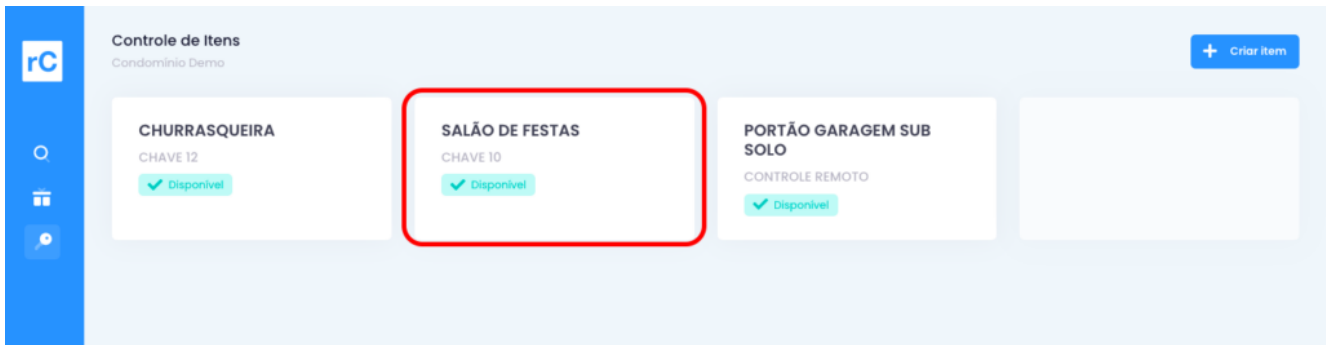 rC
Controle de Itens
Condomínio Demo
Criar item
CHURRASQUEIRA
CHAVE 12
Disponível
SALÃO DE FESTAS
CHAVE 10
Disponível
PORTÃO GARAGEM SUB
SOLO
CONTROLE REMOTO
Disponível